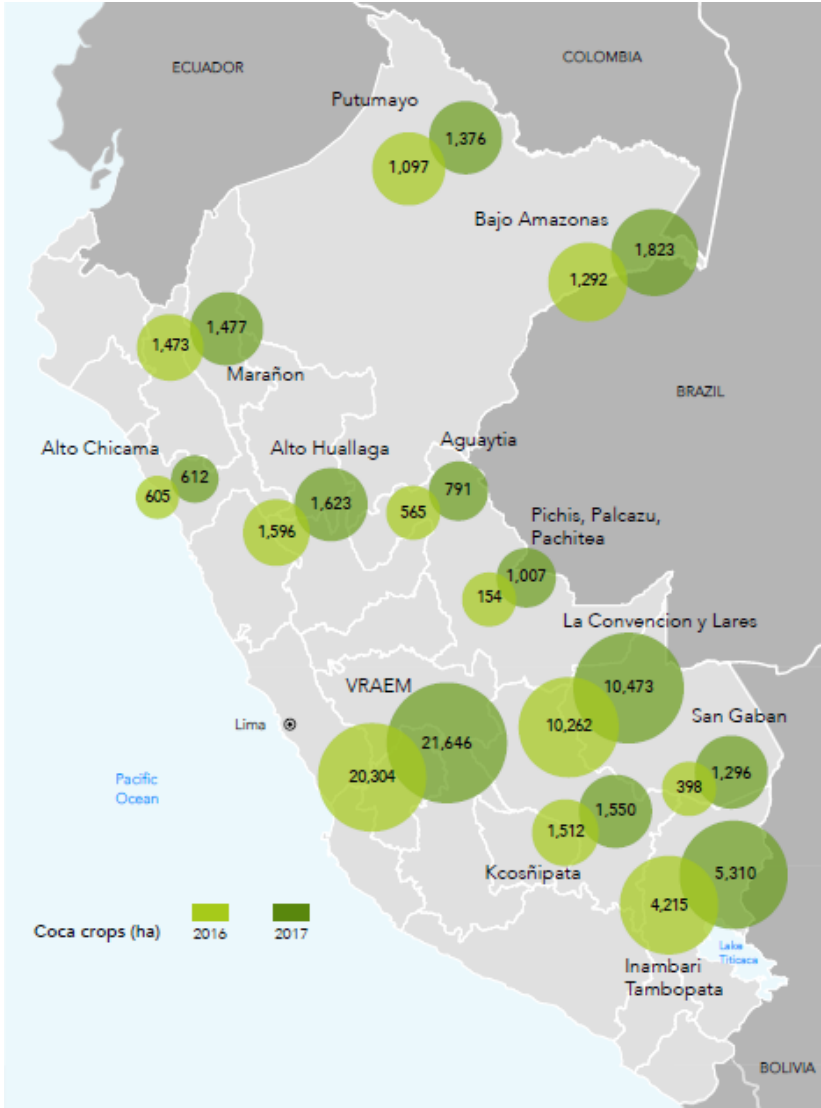 ECUADOR
COLOMBIA
Putumayo
1,376
1,097
Bajo Amazonas
1,823
1,292
1,477
1,473
Marañon
BRAZIL
Alto Chicama
612
605
Alto Huallaga
1,623
1,596
Aguaytia
791
565
Pichis, Palcazu,
Pachitea
1,007
154
La Convencion y Lares
10,473
10,262
VRAEM
21,646
20,304
Lima
San Gaban
1,296
398
Pacific
Ocean
1,550
1,512
Kcosñipata
5,310
4,215
Inambari
Tambopata
Lake
Titicaca
Coca crops (ha)
2016
2017
BOLIVIA